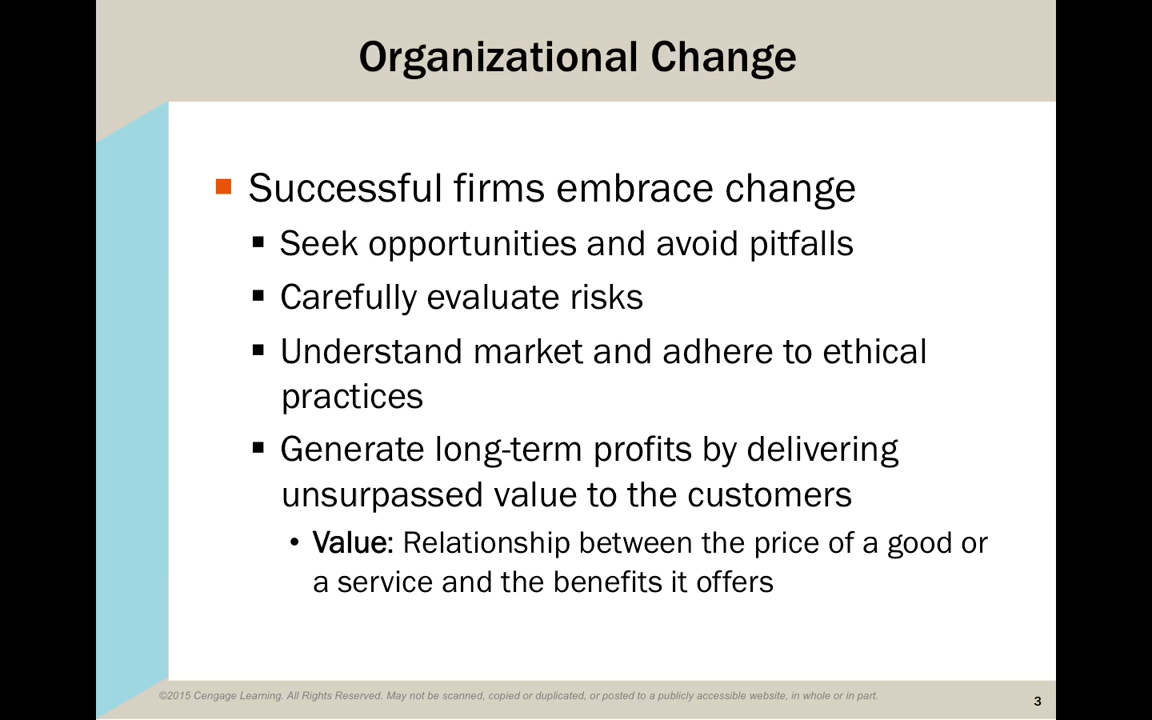 Organizational Change
■ Successful firms embrace change
▪ Seek opportunities and avoid pitfalls
▪ Carefully evaluate risks
▪ Understand market and adhere to ethical
practices
▪ Generate long-term profits by delivering
unsurpassed value to the customers
• Value: Relationship between the price of a good or
a service and the benefits it offers
©2015 Cengage Learning. All Rights Reserved. May not be scanned, copied or duplicated, or posted to a publicly accessible website, in whole or in part.
3